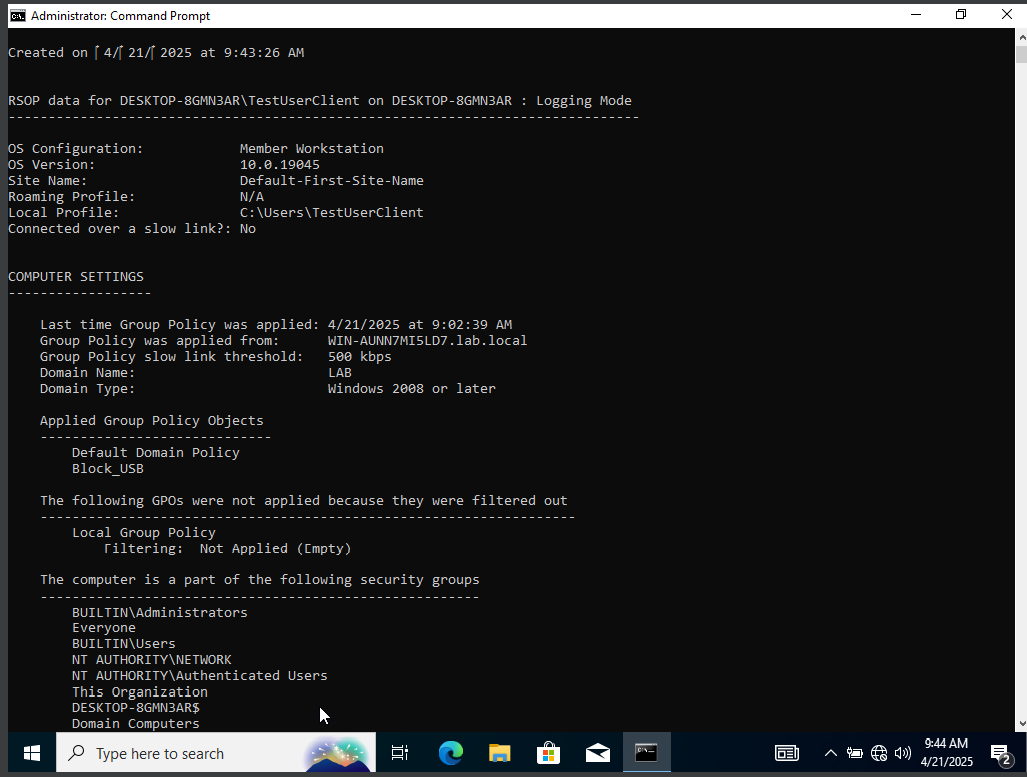 Administrator: Command Prompt
Created on ⌈ 4/⌈ 21/⌈ 2025 at 9:43:26 AM
RSOP data for DESKTOP-8GMN3AR\TestUserClient on DESKTOP-8GMN3AR : Logging Mode
-------------------------------------------------------------------------------
OS Configuration:            Member Workstation
OS Version:                  10.0.19045
Site Name:                   Default-First-Site-Name
Roaming Profile:             N/A
Local Profile:               C:\Users\TestUserClient
Connected over a slow link?: No
COMPUTER SETTINGS
------------------
    Last time Group Policy was applied: 4/21/2025 at 9:02:39 AM
    Group Policy was applied from:      WIN-AUNN7MI5LD7.lab.local
    Group Policy slow link threshold:   500 kbps
    Domain Name:                        LAB
    Domain Type:                        Windows 2008 or later
    Applied Group Policy Objects
    -----------------------------
        Default Domain Policy
        Block_USB
    The following GPOs were not applied because they were filtered out
    -------------------------------------------------------------------
        Local Group Policy
            Filtering:  Not Applied (Empty)
    The computer is a part of the following security groups
    -------------------------------------------------------
        BUILTIN\Administrators
        Everyone
        BUILTIN\Users
        NT AUTHORITY\NETWORK
        NT AUTHORITY\Authenticated Users
        This Organization
        DESKTOP-8GMN3AR$
        Domain Computers
Type here to search
9:44 AM
4/21/2025
2